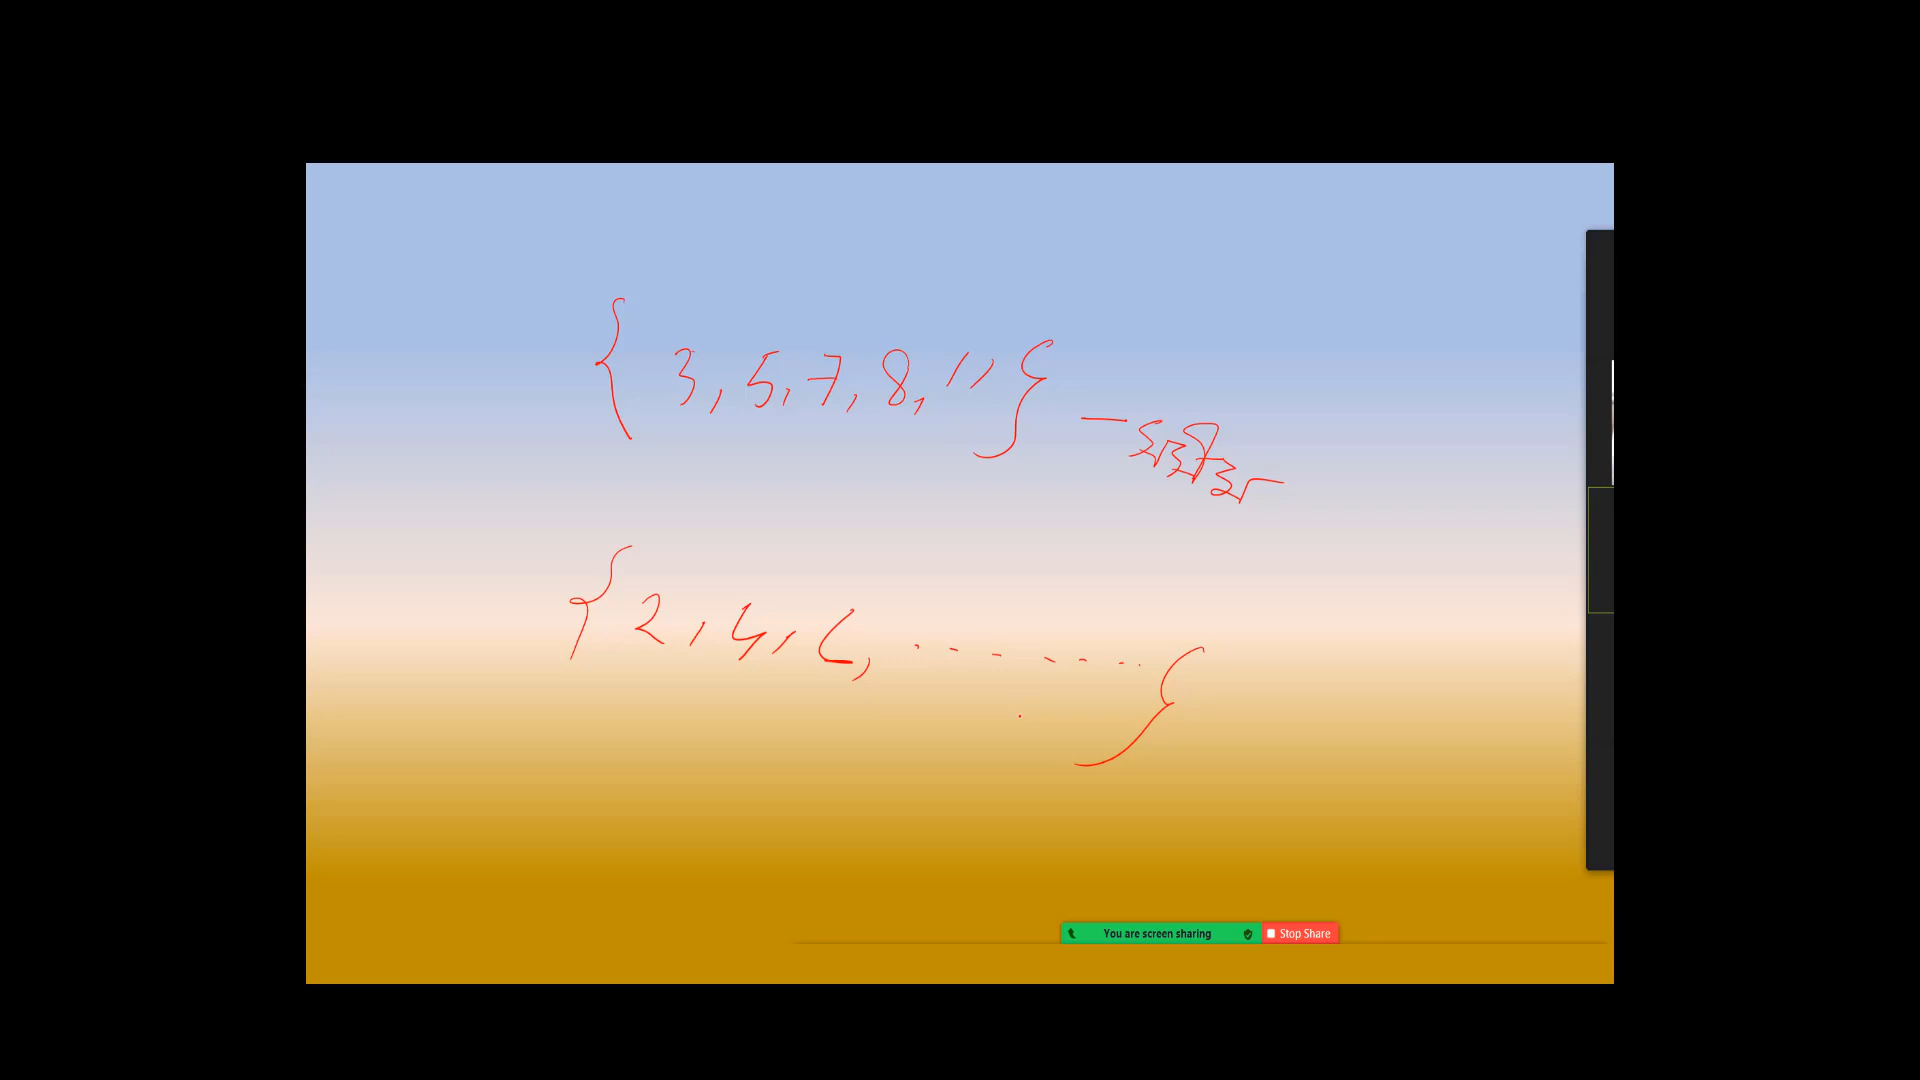 { 3, 5, 7, 8, 11 }
{ 2, 4, 6, ....... }
You are screen sharing
Stop Share